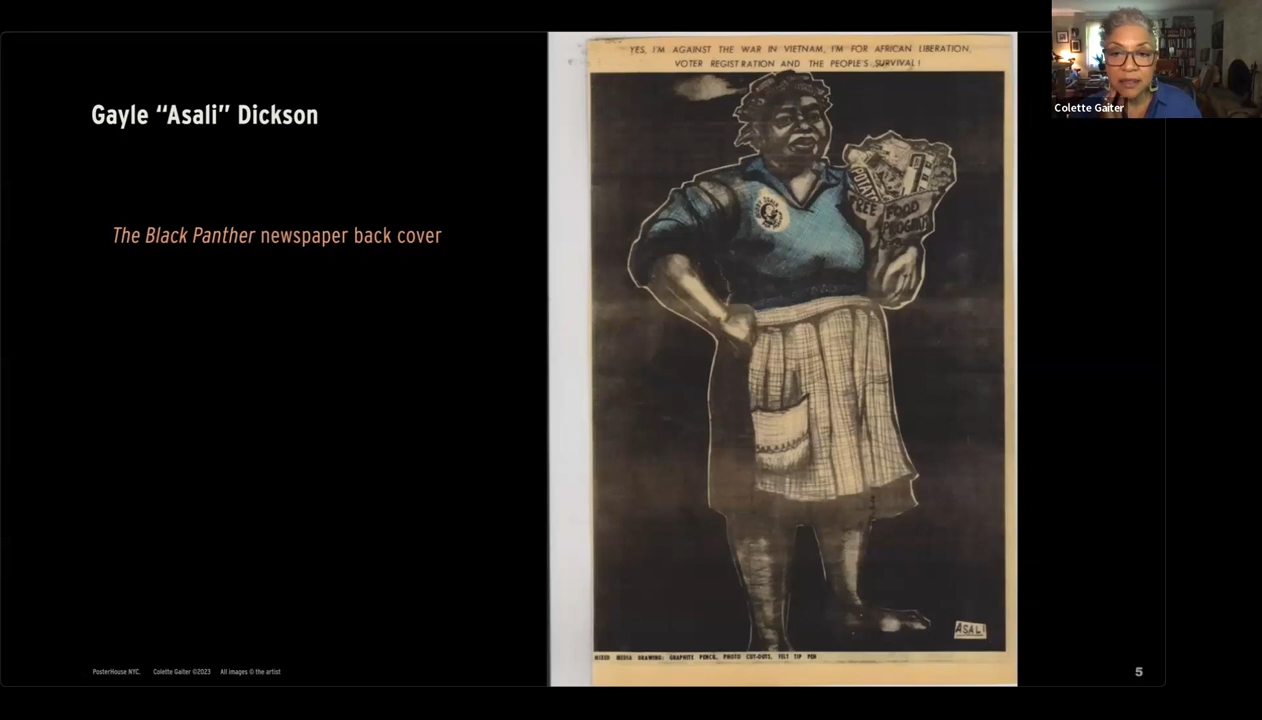 Gayle “Asali” Dickson
The Black Panther newspaper back cover
YES, I'M AGAINST THE WAR IN VIETNAM, I'M FOR AFRICAN LIBERATION,
VOTER REGISTRATION AND THE PEOPLE'S SURVIVAL!
POTAT
FREE FOOD
PROGRAM
ASALI
MIXED MEDIA DRAWING: GRAPHITE PENCIL, PHOTO CUT-OUTS, FELT TIP PEN
Colette Gaiter
PosterHouse NYC. Colette Gaiter ©2023 All images © the artist
5